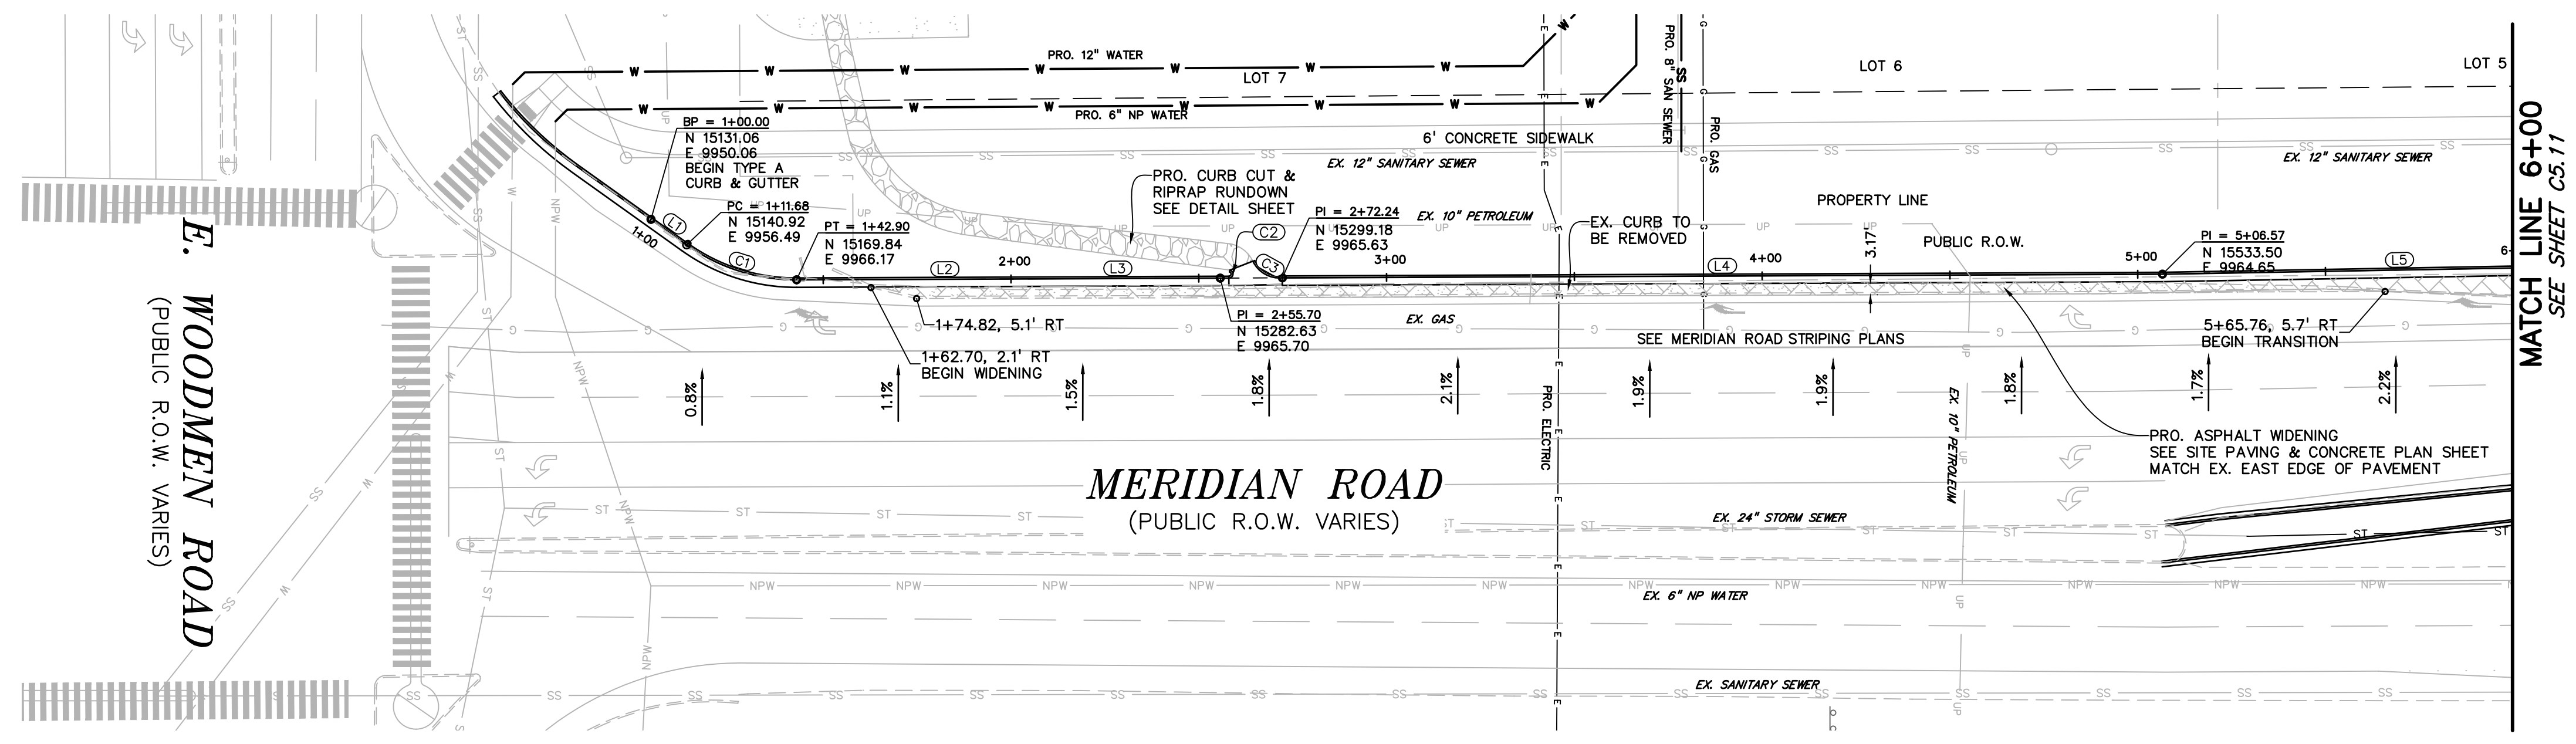 PRO. 12" WATER
LOT 7
PRO. 6" NP WATER
LOT 6
LOT 5
PRO. 8" SAN SEWER
SS
PRO. GAS
6' CONCRETE SIDEWALK
EX. 12" SANITARY SEWER
EX. 12" SANITARY SEWER
BP = 1+00.00
N 15131.06
E 9950.06
BEGIN TYPE A
CURB & GUTTER
PC = 1+11.68
N 15140.92
E 9956.49
PT = 1+42.90
N 15169.84
E 9966.17
PRO. CURB CUT &
RIPRAP RUNDOWN
SEE DETAIL SHEET
PI = 2+72.24
N 15299.18
E 9965.63
EX. 10" PETROLEUM
EX. CURB TO
BE REMOVED
PROPERTY LINE
PUBLIC R.O.W.
3.17'
PI = 5+06.57
N 15533.50
E 9964.65
L1
1+00
C1
L2
2+00
L3
C2
C3
3+00
L4
4+00
5+00
L5
6+
MATCH LINE 6+00
SEE SHEET C5.11
1+74.82, 5.1' RT
1+62.70, 2.1' RT
BEGIN WIDENING
PI = 2+55.70
N 15282.63
E 9965.70
EX. GAS
SEE MERIDIAN ROAD STRIPING PLANS
5+65.76, 5.7' RT
BEGIN TRANSITION
0.8%
1.1%
1.5%
1.8%
2.1%
1.9%
1.9%
1.8%
1.7%
2.2%
PRO. ELECTRIC
EX. 10" PETROLEUM
PRO. ASPHALT WIDENING
SEE SITE PAVING & CONCRETE PLAN SHEET
MATCH EX. EAST EDGE OF PAVEMENT
E. WOODMEN ROAD
(PUBLIC R.O.W. VARIES)
MERIDIAN ROAD
(PUBLIC R.O.W. VARIES)
EX. 24" STORM SEWER
EX. 6" NP WATER
EX. SANITARY SEWER